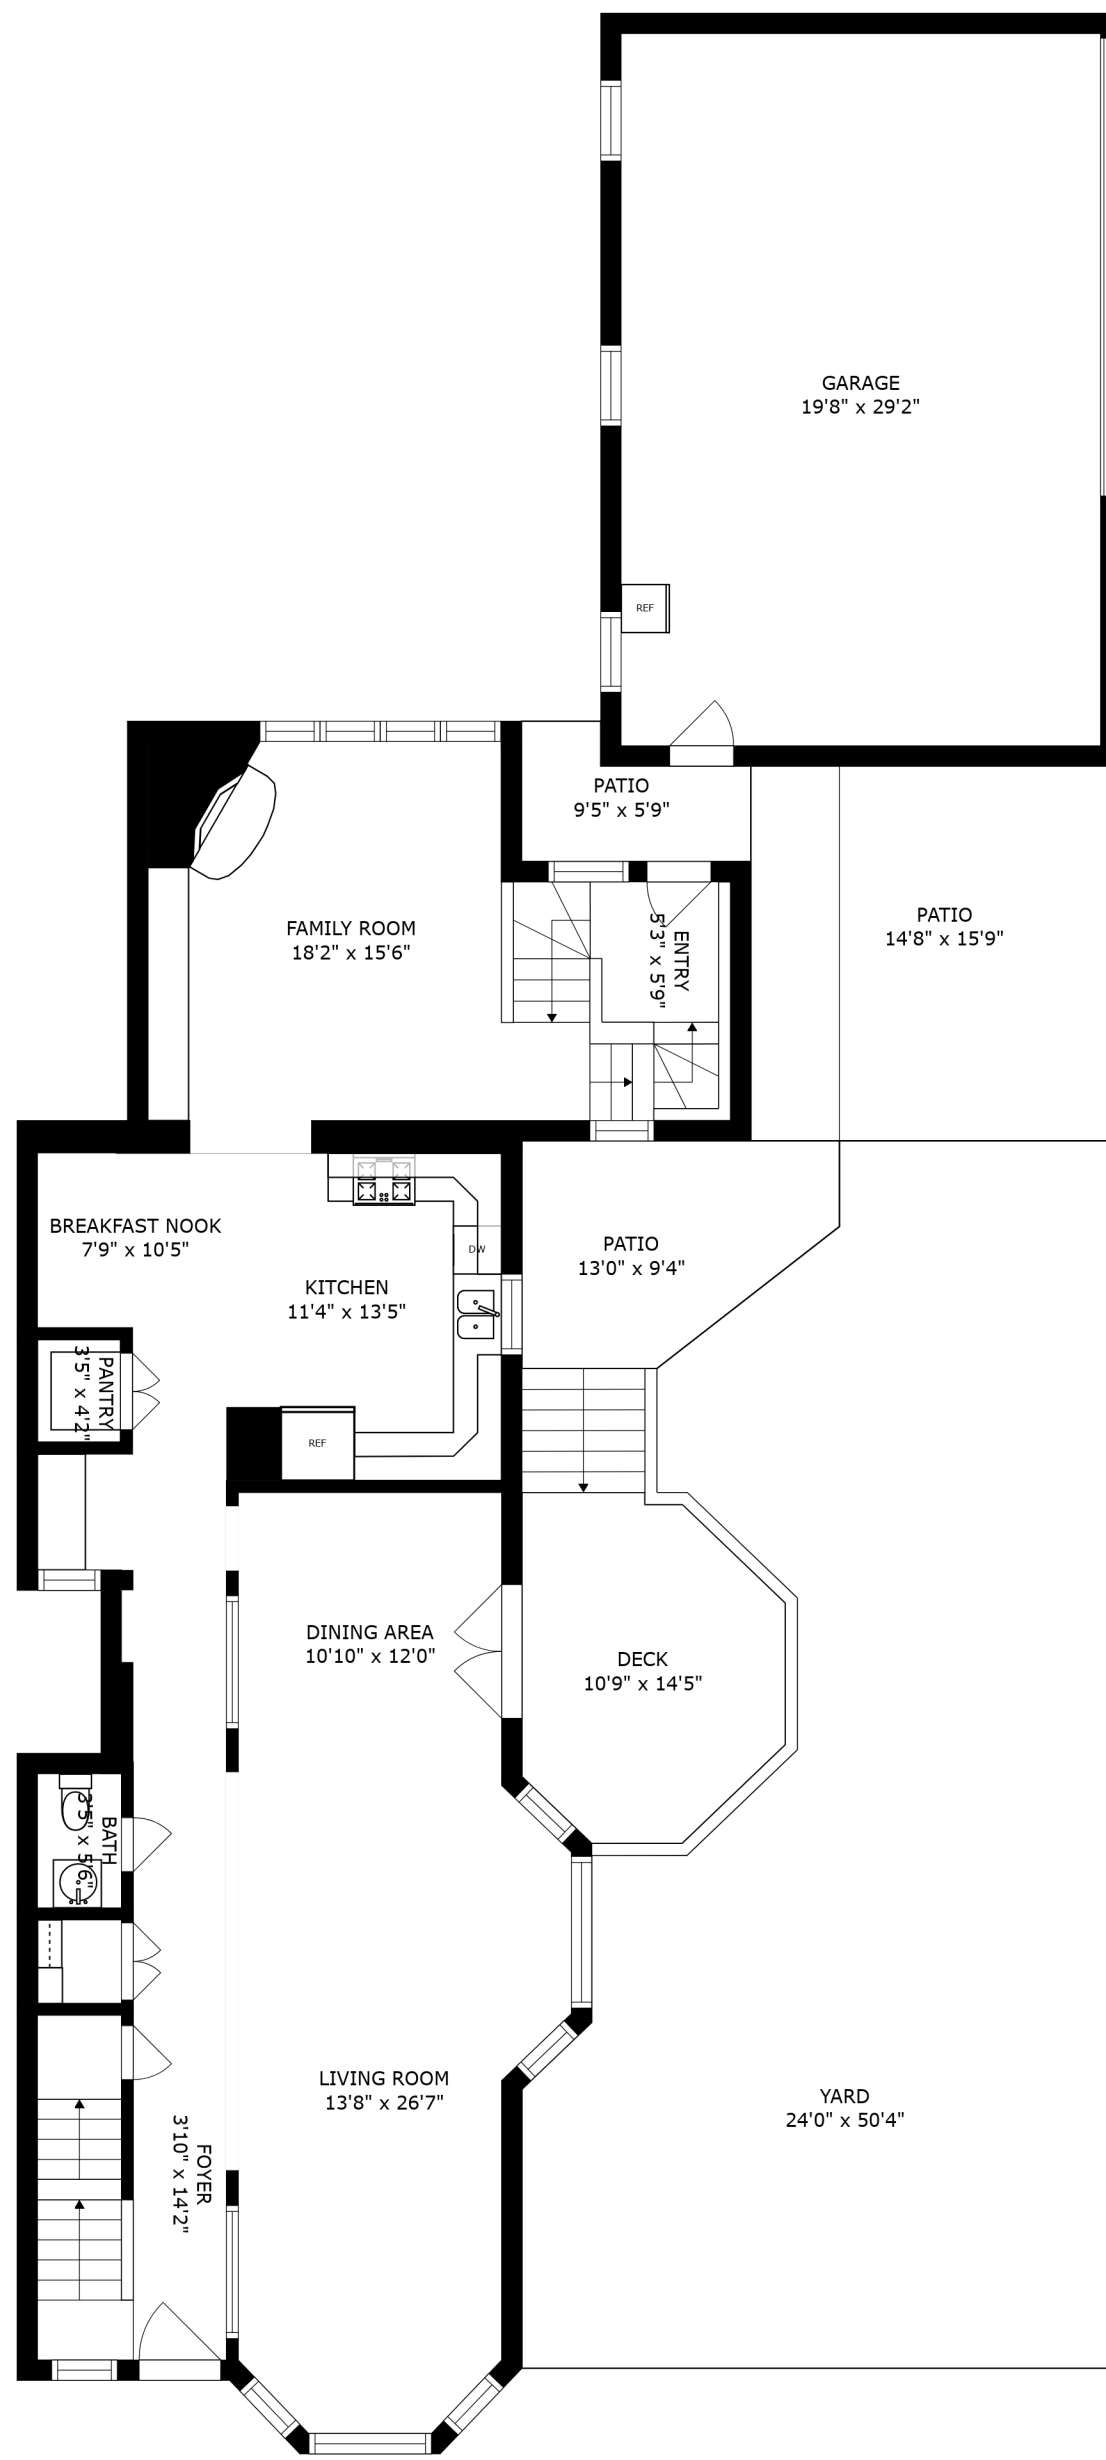 GARAGE
19'8" x 29'2"
REF
PATIO
9'5" x 5'9"
PATIO
14'8" x 15'9"
FAMILY ROOM
18'2" x 15'6"
ENTRY
5'3" x 5'9"
BREAKFAST NOOK
7'9" x 10'5"
KITCHEN
11'4" x 13'5"
DW
PATIO
13'0" x 9'4"
PANTRY
3'5" x 4'2"
REF
DINING AREA
10'10" x 12'0"
DECK
10'9" x 14'5"
BATH
3'5" x 5'6"
LIVING ROOM
13'8" x 26'7"
YARD
24'0" x 50'4"
FOYER
3'10" x 14'2"